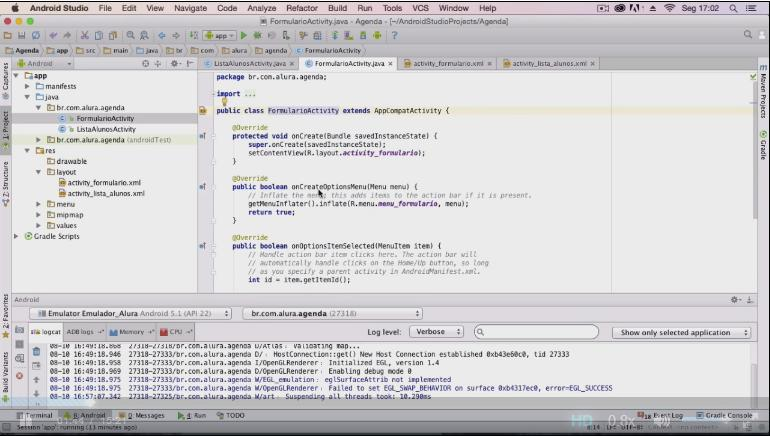 Android Studio File Edit View Navigate Code Analyze Refactor Build Run Tools VCS Window Help Seg 17:02
FormularioActivity.java - Agenda - [~/AndroidStudioProjects/Agenda]
app
Agenda app src main java br com alura agenda FormularioActivity
Android
ListaAlunosActivity.java FormularioActivity.java activity_formulario.xml activity_lista_alunos.xml
Captures
1: Project
7: Structure
2: Favorites
Build Variants
Maven Projects
Gradle
app
manifests
java
br.com.alura.agenda
FormularioActivity
ListaAlunosActivity
br.com.alura.agenda (androidTest)
res
drawable
layout
activity_formulario.xml
activity_lista_alunos.xml
menu
mipmap
values
Gradle Scripts
package br.com.alura.agenda;
import ...
public class FormularioActivity extends AppCompatActivity {
@Override
protected void onCreate(Bundle savedInstanceState) {
super.onCreate(savedInstanceState);
setContentView(R.layout.activity_formulario);
}
@Override
public boolean onCreateOptionsMenu(Menu menu) {
// Inflate the menu; this adds items to the action bar if it is present.
getMenuInflater().inflate(R.menu.menu_formulario, menu);
return true;
}
@Override
public boolean onOptionsItemSelected(MenuItem item) {
// Handle action bar item clicks here. The action bar will
// automatically handle clicks on the Home/Up button, so long
// as you specify a parent activity in AndroidManifest.xml.
int id = item.getItemId();
Android
Emulator Emulador_Alura Android 5.1 (API 22) br.com.alura.agenda (27318)
logcat ADB logs Memory CPU Log level: Verbose Show only selected application
08-10 16:49:18.868 27318-27333/br.com.alura.agenda D/Atlas: Validating map...
08-10 16:49:18.946 27318-27333/br.com.alura.agenda D/: HostConnection::get() New Host Connection established 0xb43e60c0, tid 27333
08-10 16:49:18.958 27318-27333/br.com.alura.agenda I/OpenGLRenderer: Initialized EGL, version 1.4
08-10 16:49:18.969 27318-27333/br.com.alura.agenda D/OpenGLRenderer: Enabling debug mode 0
08-10 16:49:18.975 27318-27333/br.com.alura.agenda W/EGL_emulation: eglSurfaceAttrib not implemented
08-10 16:49:18.975 27318-27333/br.com.alura.agenda W/OpenGLRenderer: Failed to set EGL_SWAP_BEHAVIOR on surface 0xb4317ec0, error=EGL_SUCCESS
08-10 16:57:07.342 27318-27327/br.com.alura.agenda W/art: Suspending all threads took: 10.290ms
Terminal 6: Android 0: Messages 4: Run TODO Event Log Gradle Console
Session 'app': running (13 minutes ago) HD 0.8x 8:14 LF UTF-8